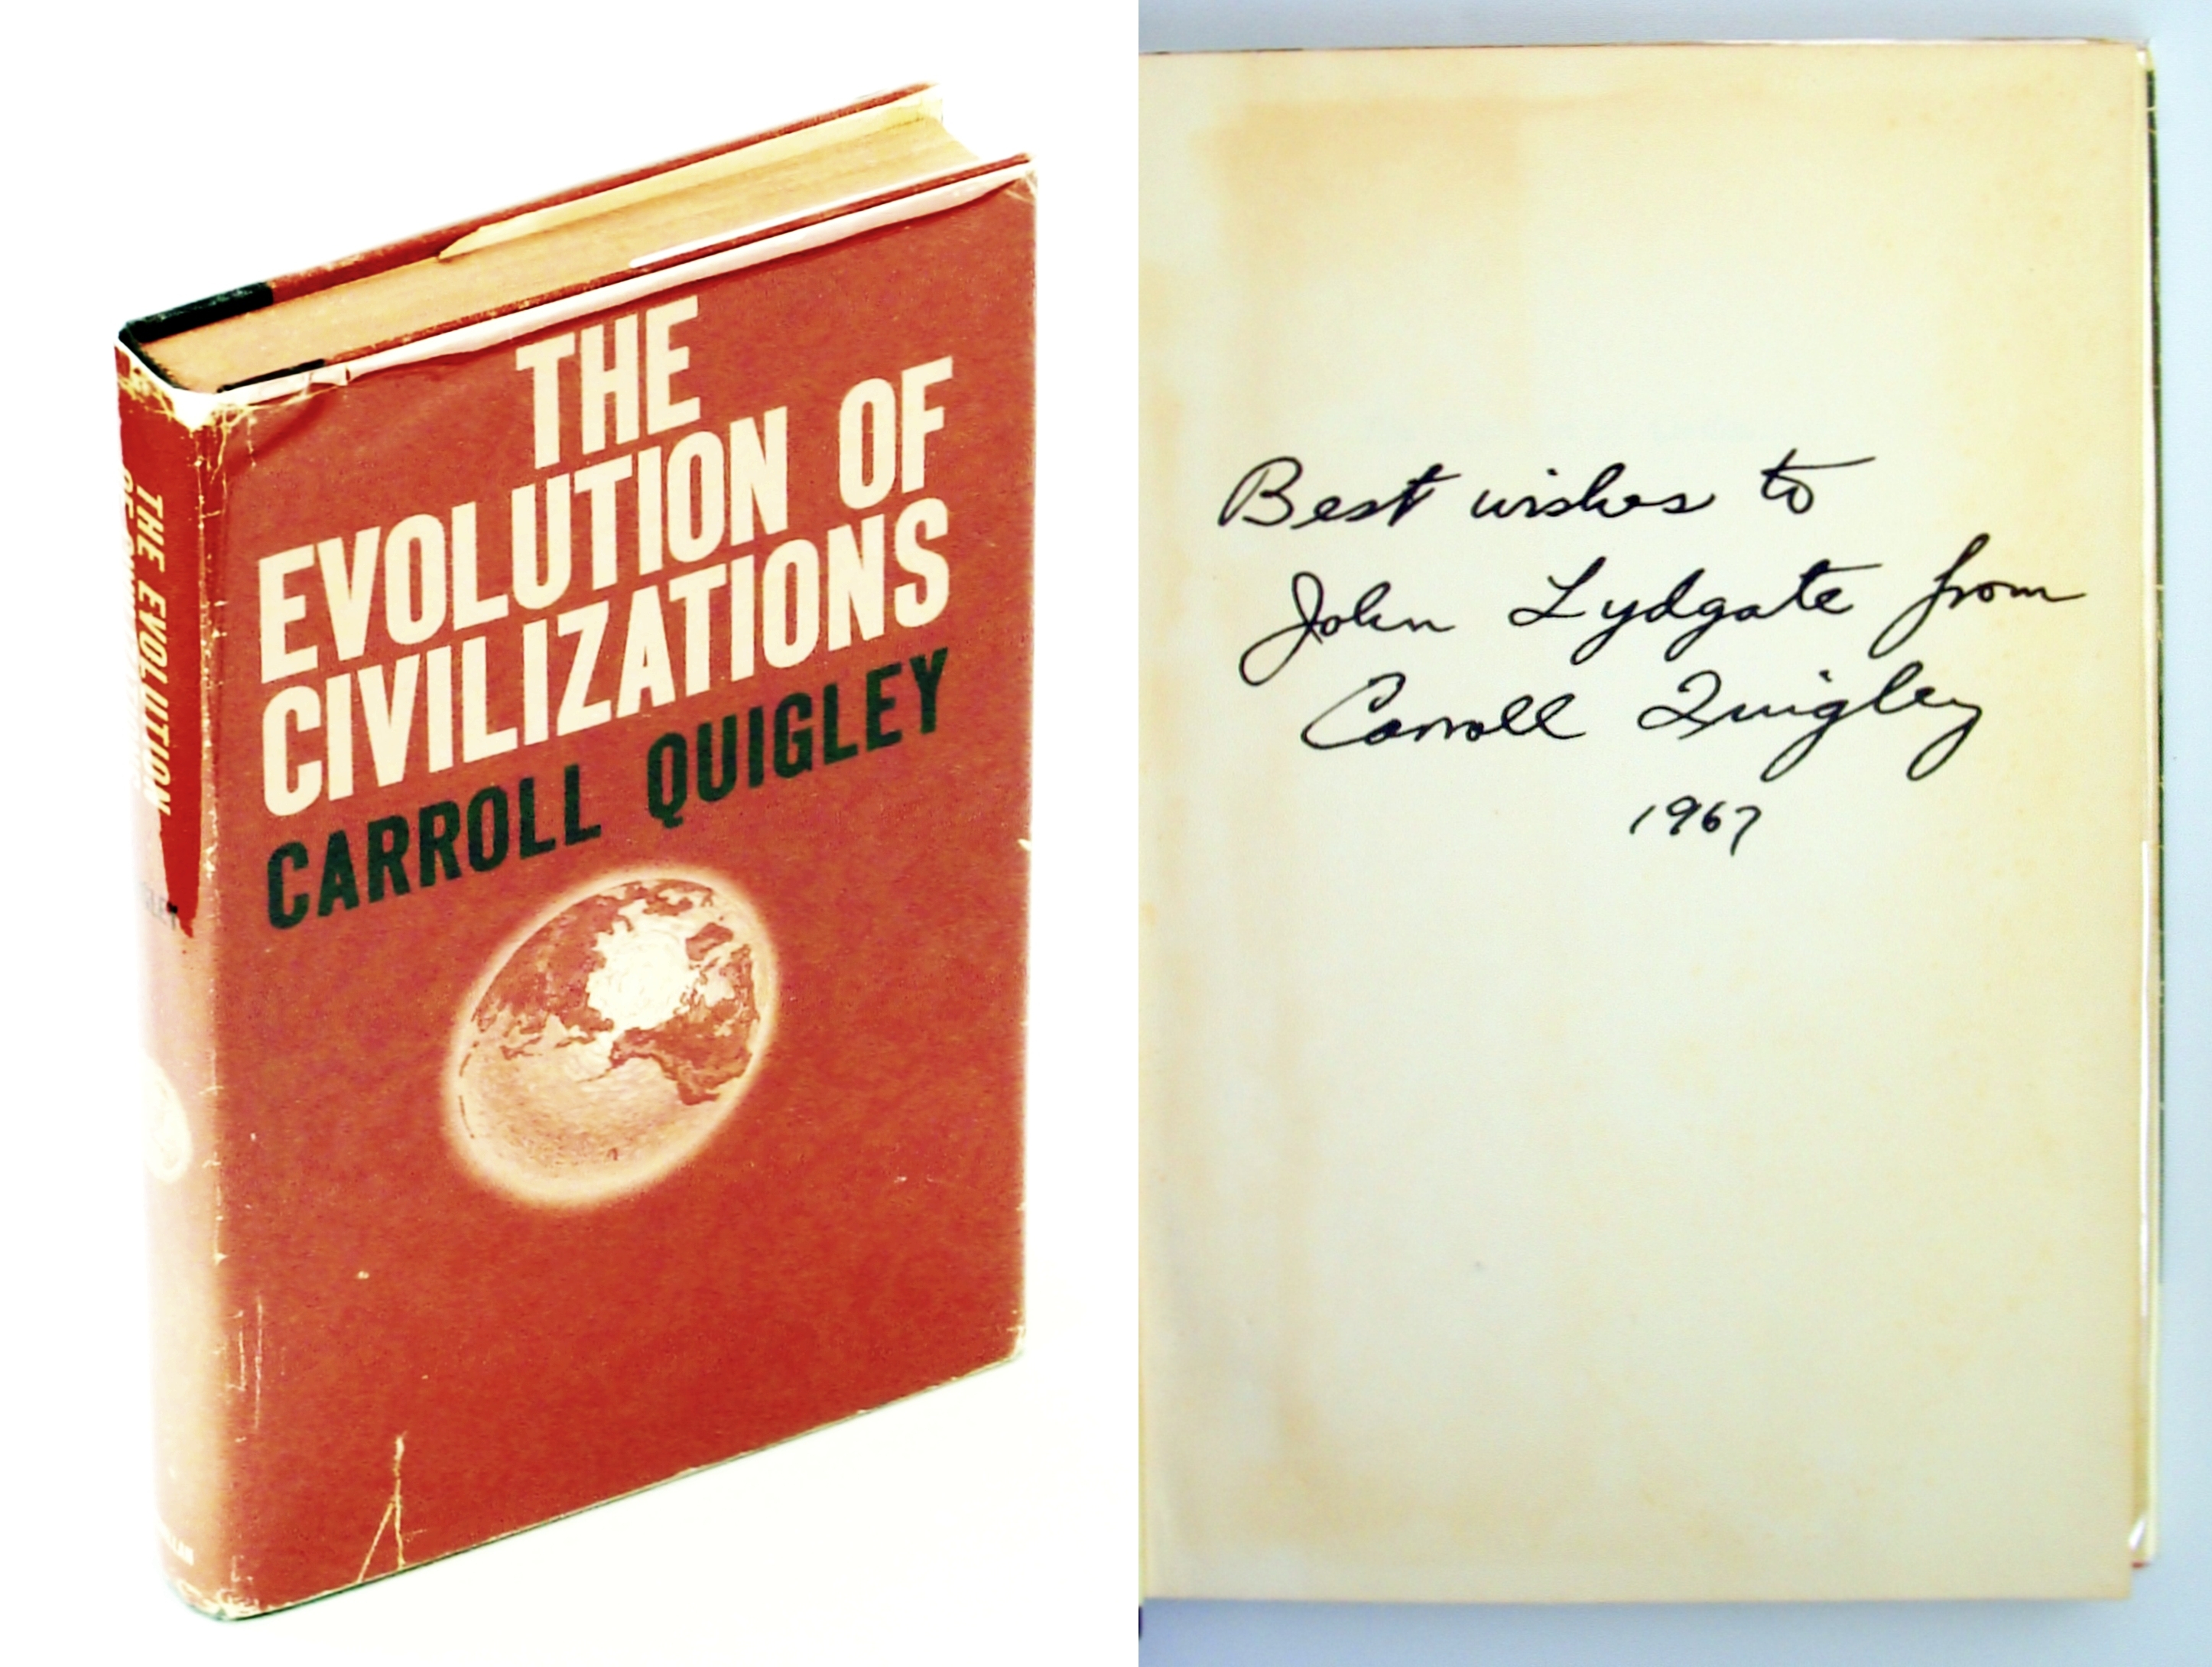 THE
EVOLUTION OF
CIVILIZATIONS
CARROLL QUIGLEY
THE EVOLUTION
Best wishes to
John Lydgate from
Carroll Quigley
1967